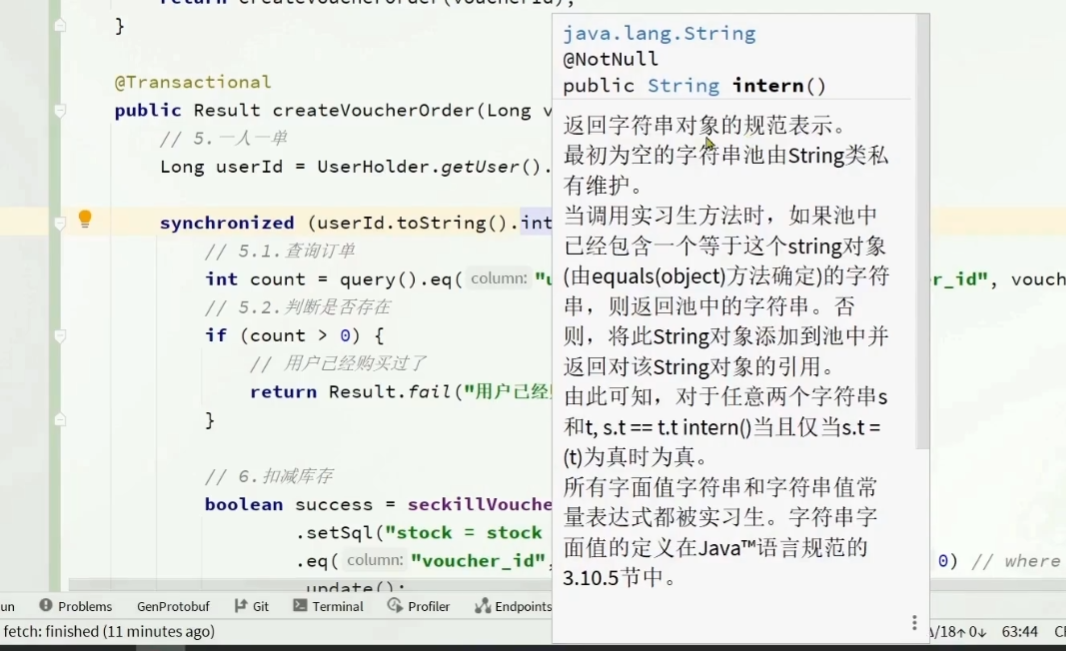 return createVoucherOrder(voucherId);
}
@Transactional
public Result createVoucherOrder(Long v
// 5.一人一单
Long userId = UserHolder.getUser().
synchronized (userId.toString().int
// 5.1.查询订单
int count = query().eq( column: "u
r_id", vouch
// 5.2.判断是否存在
if (count > 0) {
// 用户已经购买过了
return Result.fail("用户已经
}
// 6.扣减库存
boolean success = seckillVouche
.setSql("stock = stock
.eq( column: "voucher_id",
0) // where
update();
java.lang.String
@NotNull
public String intern()
返回字符串对象的规范表示。
最初为空的字符串池由String类私
有维护。
当调用实习生方法时，如果池中
已经包含一个等于这个string对象
(由equals(object)方法确定)的字符
串，则返回池中的字符串。否
则，将此String对象添加到池中并
返回对该String对象的引用。
由此可知，对于任意两个字符串s
和t, s.t == t.t intern()当且仅当s.t =
(t)为真时为真。
所有字面值字符串和字符串值常
量表达式都被实习生。字符串字
面值的定义在Java™语言规范的
3.10.5节中。
un Problems GenProtobuf Git Terminal Profiler Endpoints
fetch: finished (11 minutes ago)
/18↑ 0↓ 63:44